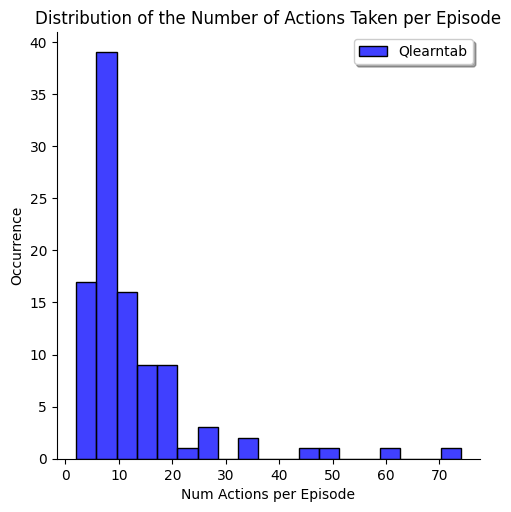 Distribution of the Number of Actions Taken per Episode
Qlearntab
40
35
30
25
20
15
10
5
0
Occurrence
0 10 20 30 40 50 60 70
Num Actions per Episode